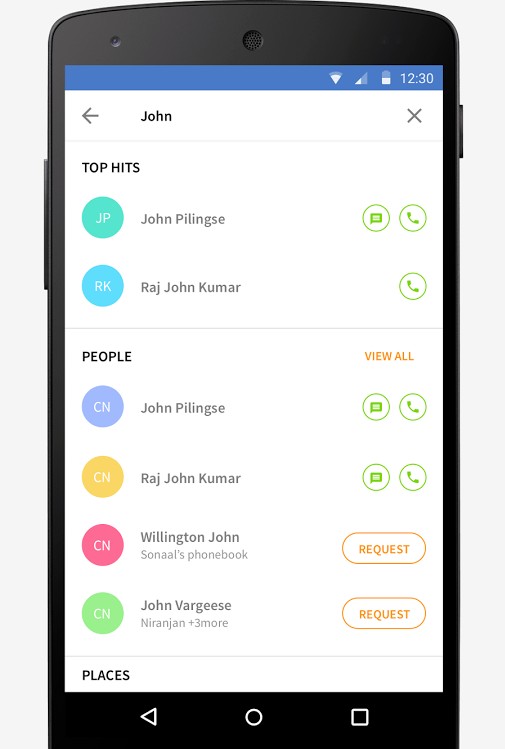 12:30
John
TOP HITS
JP
John Pilingse
RK
Raj John Kumar
PEOPLE
VIEW ALL
CN
John Pilingse
CN
Raj John Kumar
CN
Willington John
Sonaal's phonebook
REQUEST
CN
John Vargeese
Niranjan +3more
REQUEST
PLACES